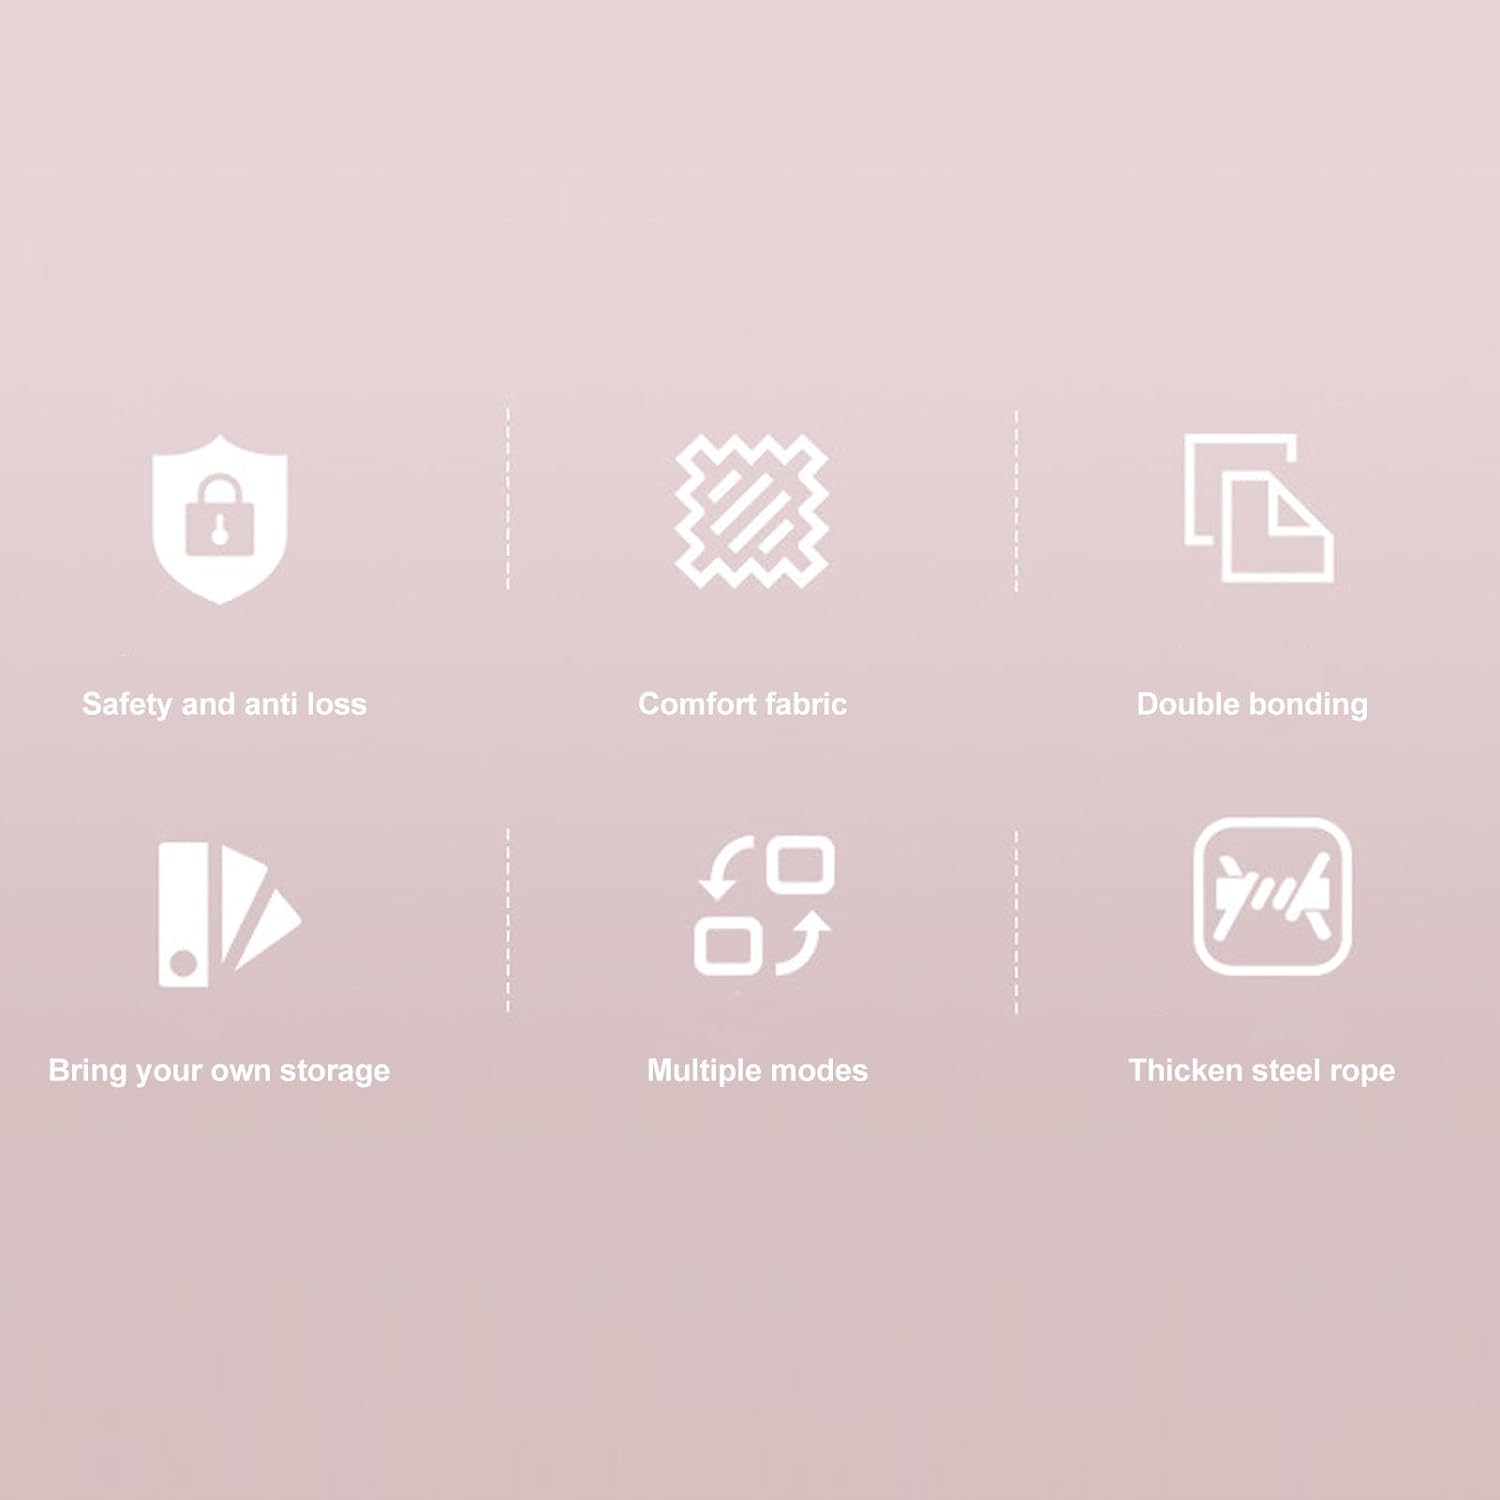 Safety and anti loss
Comfort fabric
Double bonding
Bring your own storage
Multiple modes
Thicken steel rope